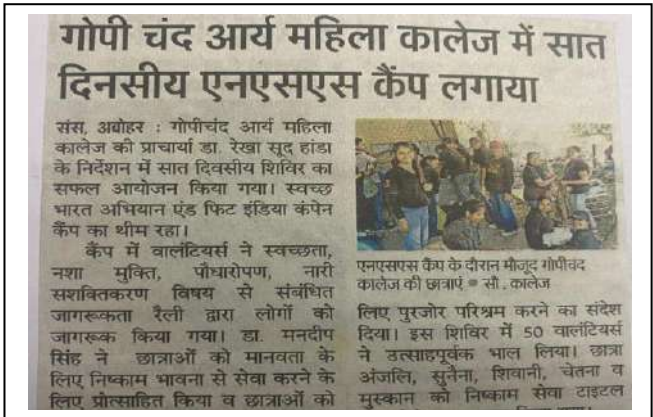 गोपी चंद आर्य महिला कालेज में सात
दिनसीय एनएसएस कैंप लगाया
संस, अबोहर : गोपीचंद आर्य महिला
कालेज की प्राचार्या डा. रेखा सूद हांडा
के निर्देशन में सात दिवसीय शिविर का
सफल आयोजन किया गया। स्वच्छ
भारत अभियान एंड फिट इंडिया कंपेन
कैंप का थीम रहा।
कैंप में वालंटियर्स ने स्वच्छता,
नशा मुक्ति, पौधारोपण, नारी
सशक्तिकरण विषय से संबंधित
जागरूकता रैली द्वारा लोगों को
जागरूक किया गया। डा. मनदीप
सिंह ने छात्राओं को मानवता के
लिए निष्काम भावना से सेवा करने के
लिए प्रोत्साहित किया व छात्राओं को
एनएसएस कैंप के दौरान मौजूद गोपीचंद
कालेज की छात्राएं ● सौ. कालेज
लिए पुरजोर परिश्रम करने का संदेश
दिया। इस शिविर में 50 वालंटियर्स
ने उत्साहपूर्वक भाल लिया। छात्रा
अंजलि, सुनैना, शिवानी, चेतना व
मुस्कान को निष्काम सेवा टाइटल